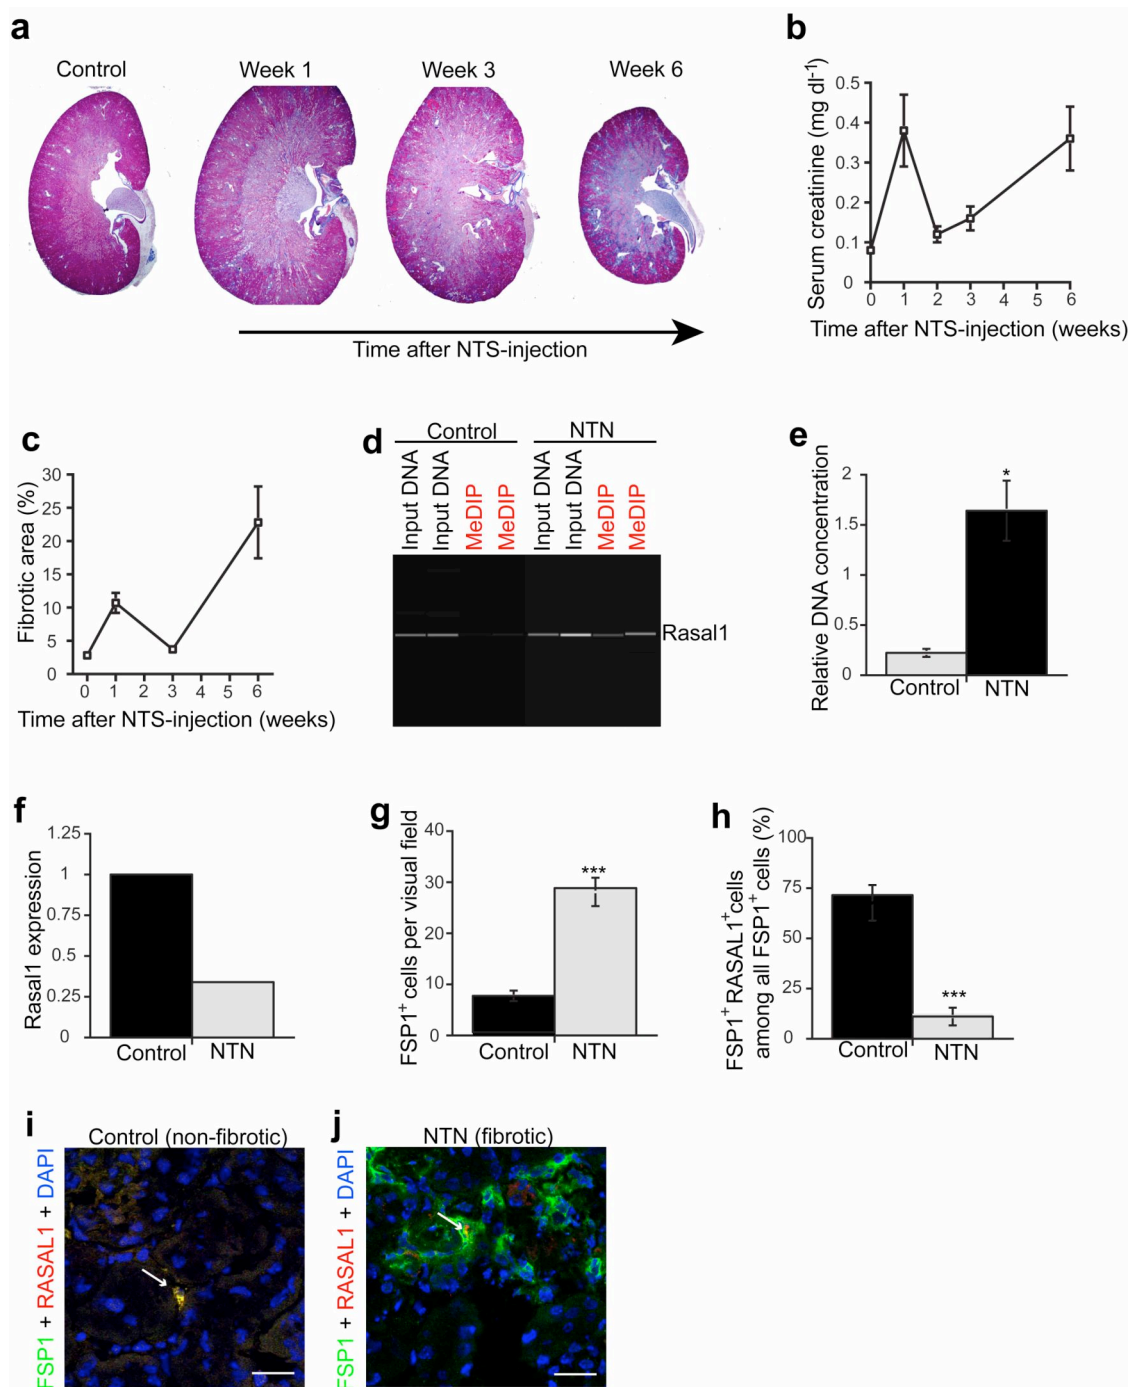 a
Control
Week 1
Week 3
Week 6
Time after NTS-injection
b
Serum creatinine (mg dl-1)
0.5
0.4
0.3
0.2
0.1
0
0 1 2 3 4 5 6
Time after NTS-injection (weeks)
c
Fibrotic area (%)
30
25
20
15
10
5
0
0 1 2 3 4 5 6
Time after NTS-injection (weeks)
d
Control
NTN
Input DNA
Input DNA
MeDIP
MeDIP
Input DNA
Input DNA
MeDIP
MeDIP
Rasal1
e
Relative DNA concentration
2
1.5
1
0.5
0
*
Control
NTN
f
Rasal1 expression
1.25
1
0.75
0.5
0.25
0
Control
NTN
g
FSP1+ cells per visual field
40
30
20
10
0
***
Control
NTN
h
FSP1+ RASAL1+cells
among all FSP1+ cells (%)
100
75
50
25
0
***
Control
NTN
i
Control (non-fibrotic)
FSP1 + RASAL1 + DAPI
j
NTN (fibrotic)
FSP1 + RASAL1 + DAPI